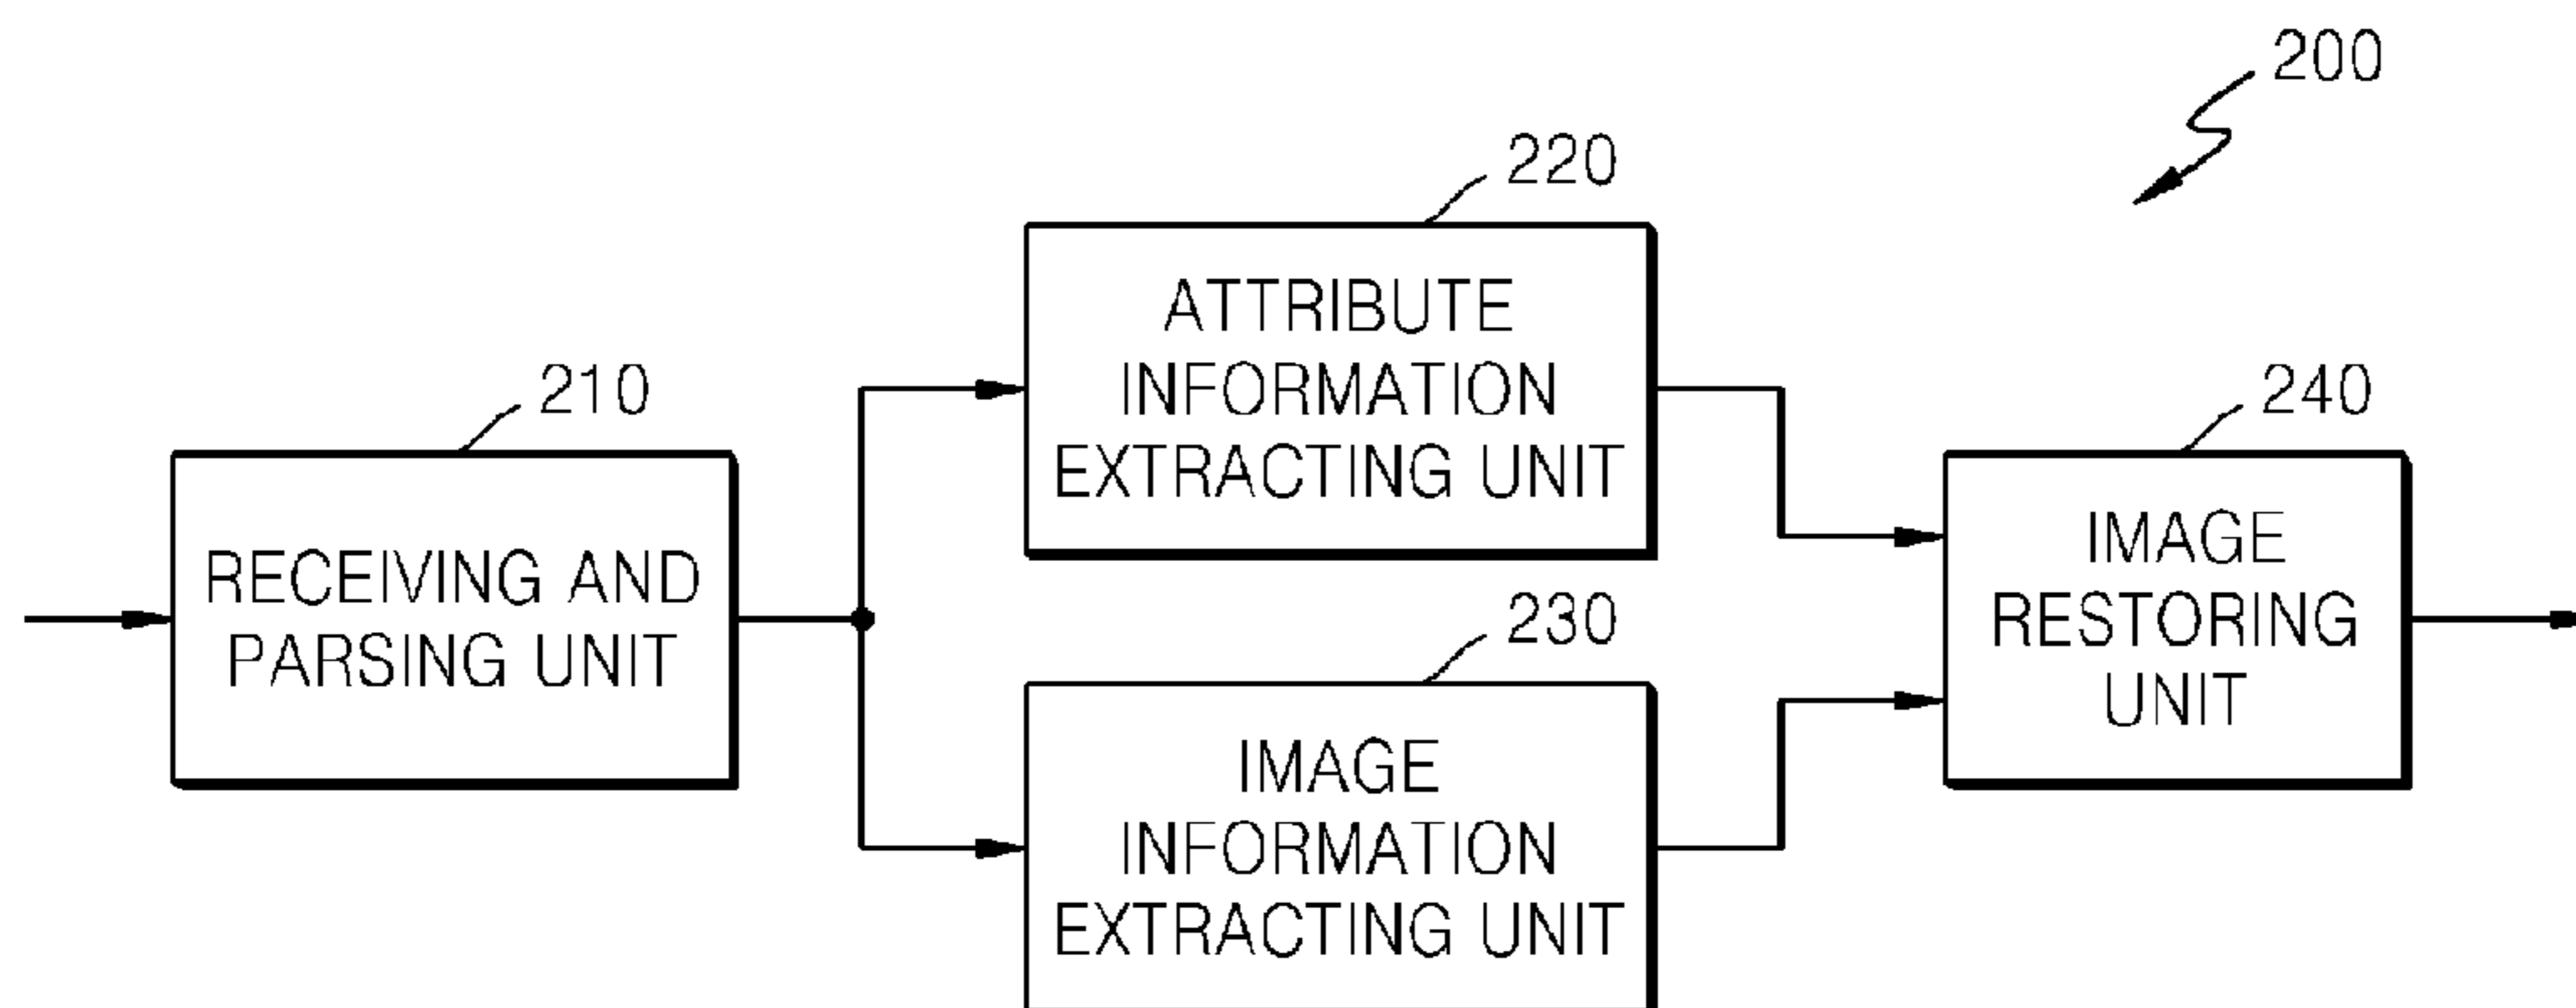 200
210
RECEIVING AND
PARSING UNIT
220
ATTRIBUTE
INFORMATION
EXTRACTING UNIT
230
IMAGE
INFORMATION
EXTRACTING UNIT
240
IMAGE
RESTORING
UNIT